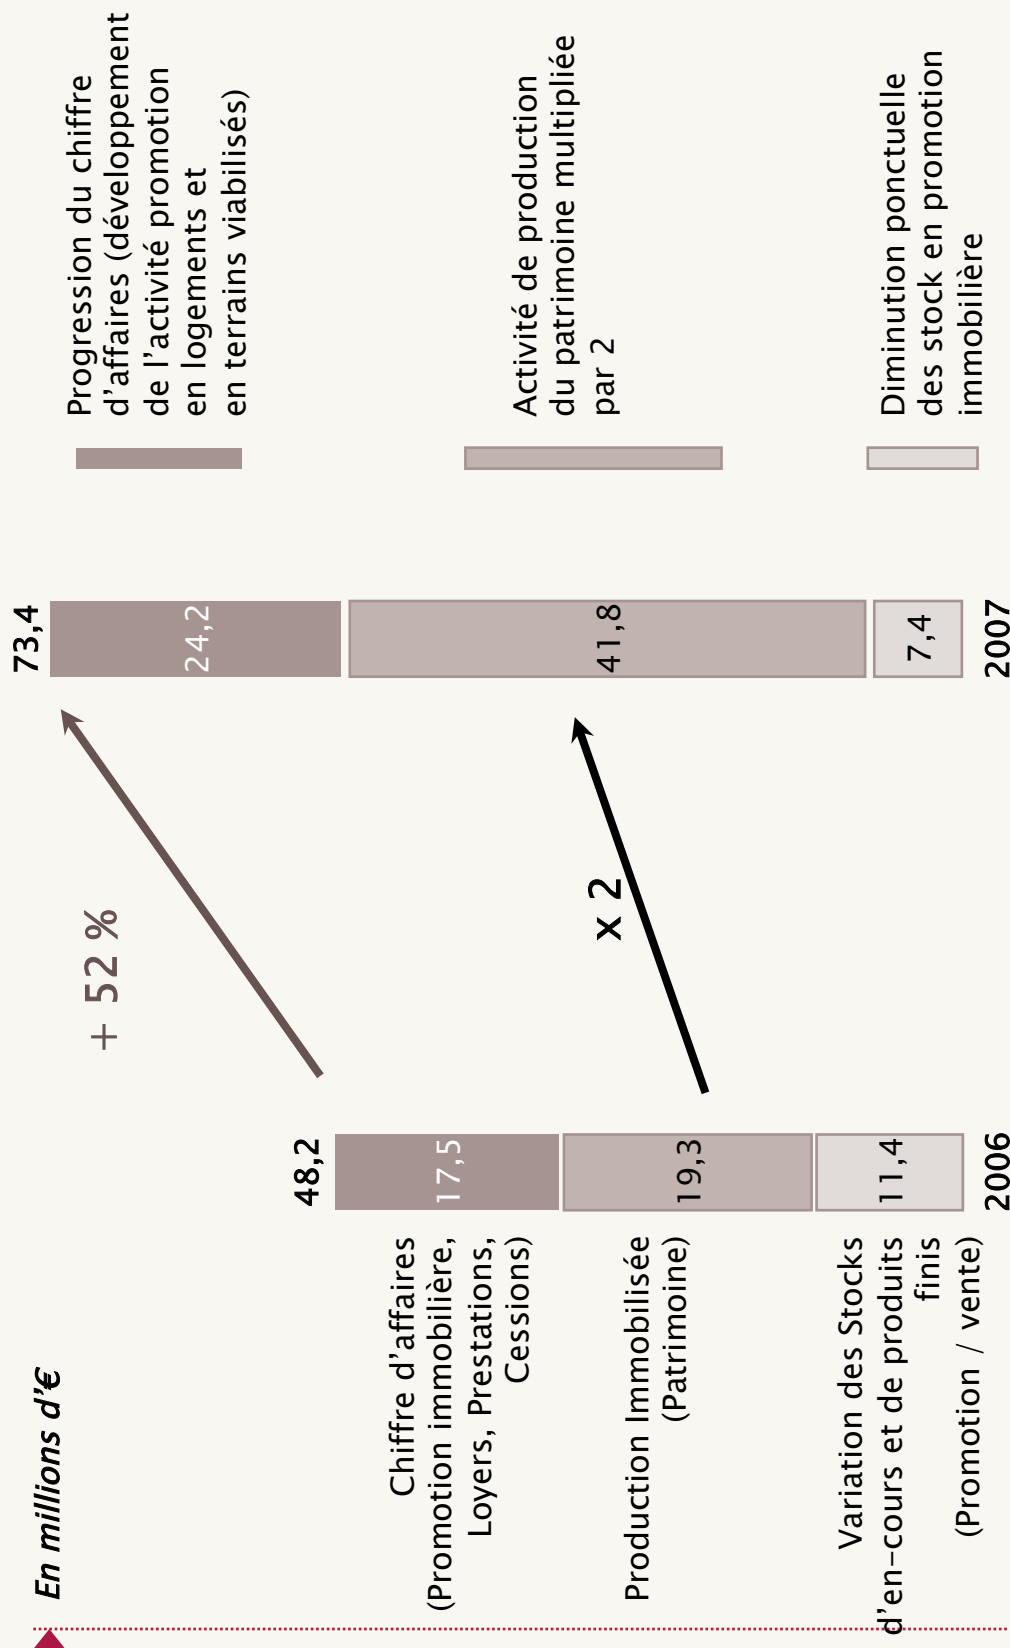 En millions d'€
Chiffre d'affaires
(Promotion immobilière,
Loyers, Prestations,
Cessions)
Production Immobilisée
(Patrimoine)
Variation des Stocks
d'en-cours et de produits
finis
(Promotion / vente)
48,2
17,5
19,3
11,4
2006
+ 52 %
x 2
73,4
24,2
41,8
7,4
2007
Progression du chiffre
d'affaires (développement
de l'activité promotion
en logements et
en terrains viabilisés)
Activité de production
du patrimoine multipliée
par 2
Diminution ponctuelle
des stock en promotion
immobilière